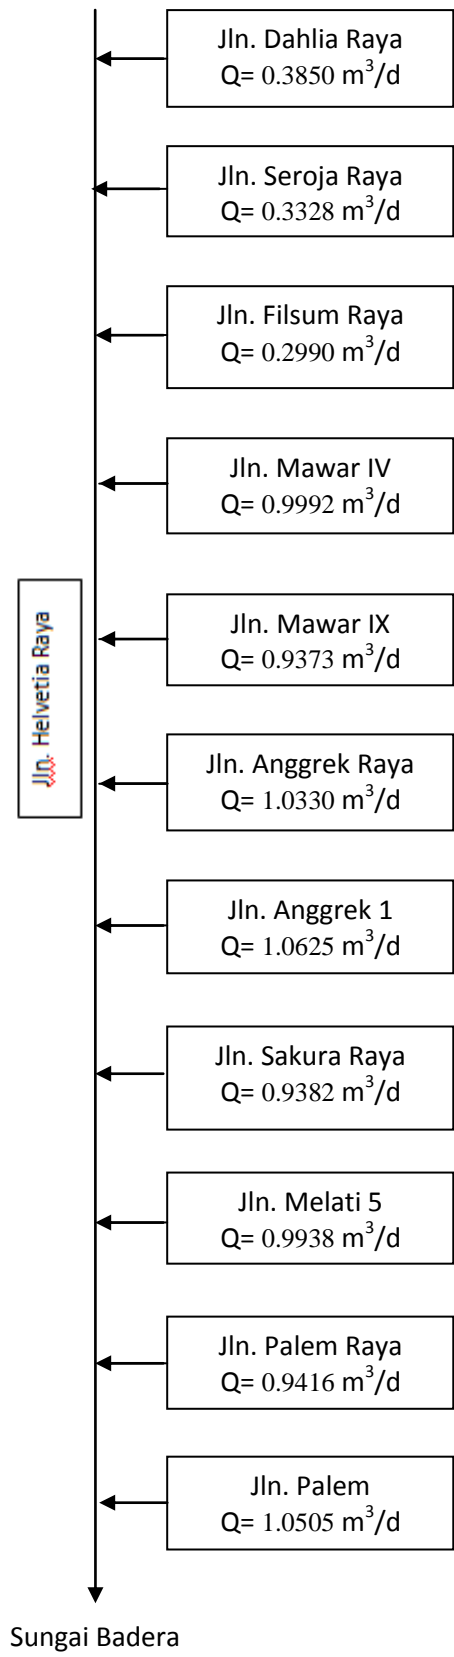 Jln. Dahlia Raya
Q= 0.3850 m³/d
Jln. Seroja Raya
Q= 0.3328 m³/d
Jln. Filsum Raya
Q= 0.2990 m³/d
Jln. Mawar IV
Q= 0.9992 m³/d
Jln. Helvetia Raya
Jln. Mawar IX
Q= 0.9373 m³/d
Jln. Anggrek Raya
Q= 1.0330 m³/d
Jln. Anggrek 1
Q= 1.0625 m³/d
Jln. Sakura Raya
Q= 0.9382 m³/d
Jln. Melati 5
Q= 0.9938 m³/d
Jln. Palem Raya
Q= 0.9416 m³/d
Jln. Palem
Q= 1.0505 m³/d
Sungai Badera